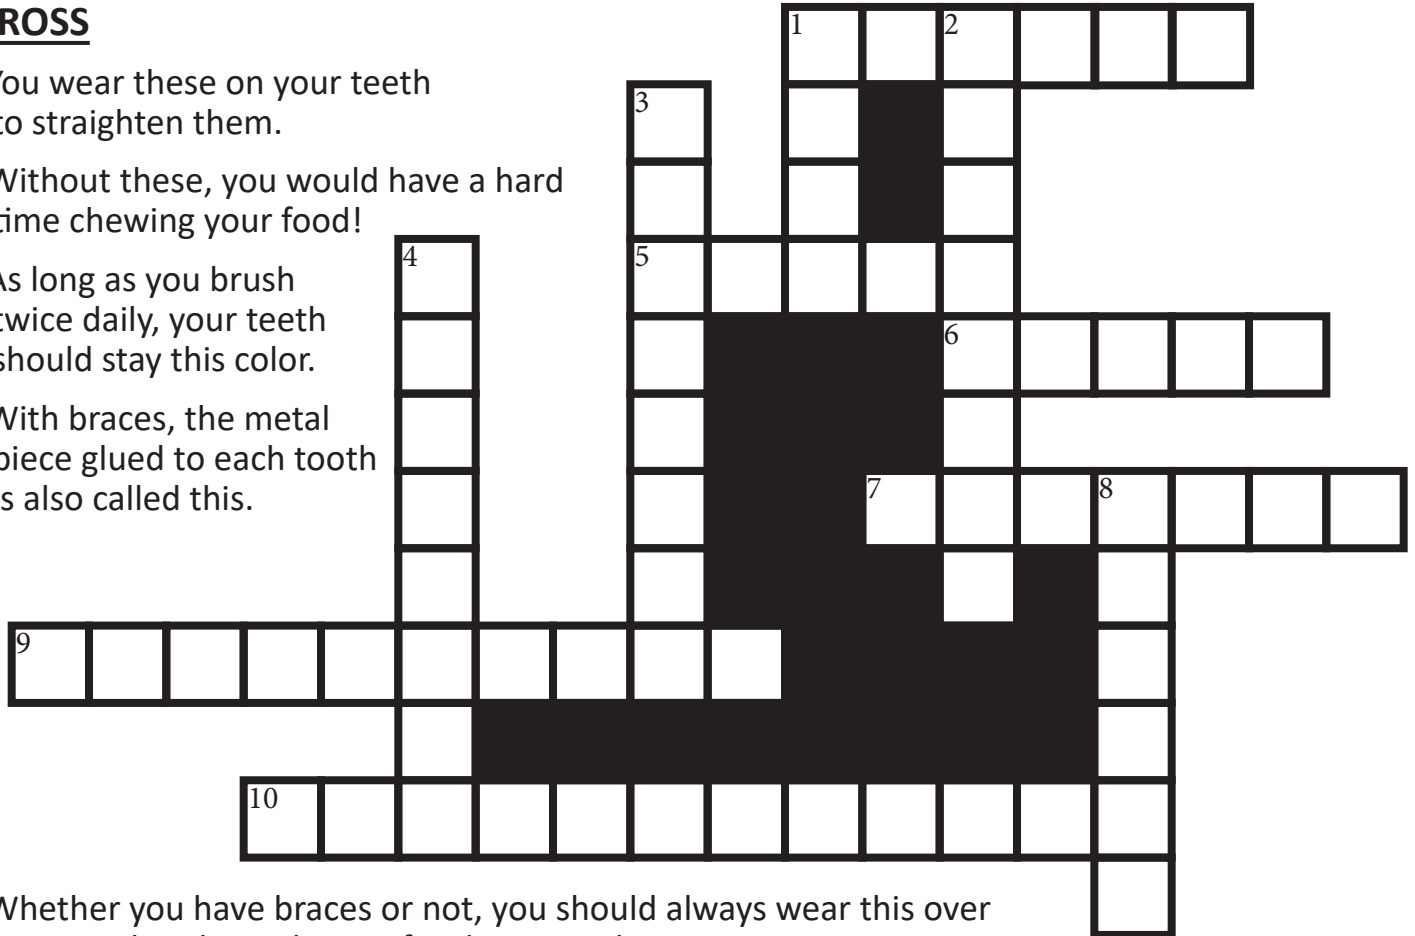 ROSS
You wear these on your teeth
to straighten them.
Without these, you would have a hard
time chewing your food!
As long as you brush
twice daily, your teeth
should stay this color.
With braces, the metal
piece glued to each tooth
is also called this.
1 2
3
4 5
6
7 8
9
10
Whether you have braces or not, you should always wear this over